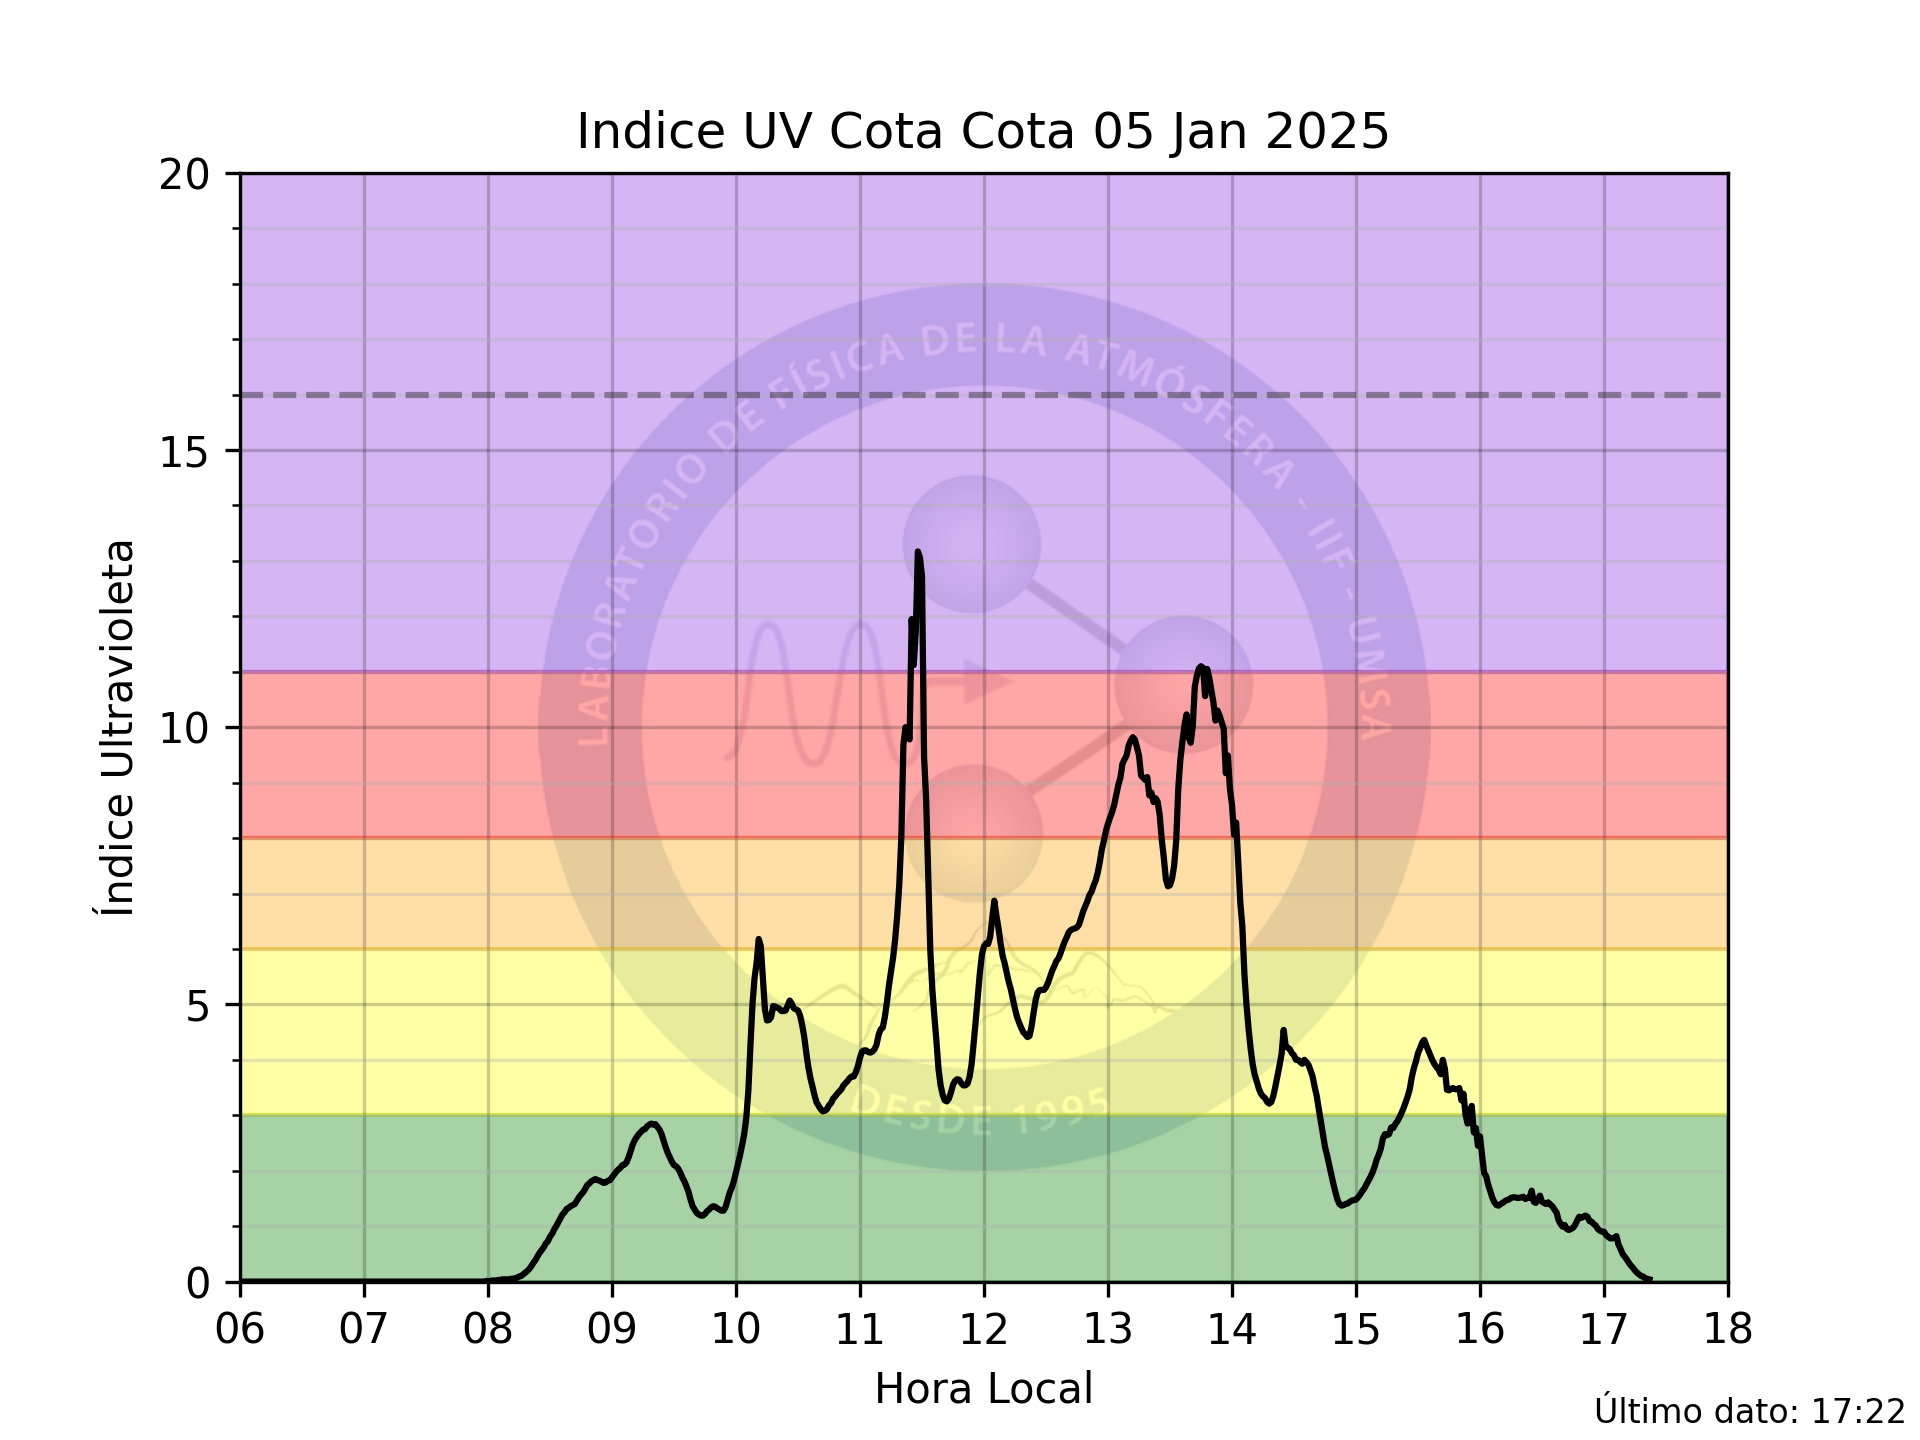 Indice UV Cota Cota 05 Jan 2025
20
15
10
5
0
Índice Ultravioleta
LABORATORIO DE FÍSICA DE LA ATMÓSFERA - IIF - UMSA
DESDE 1995
06 07 08 09 10 11 12 13 14 15 16 17 18
Hora Local
Último dato: 17:22